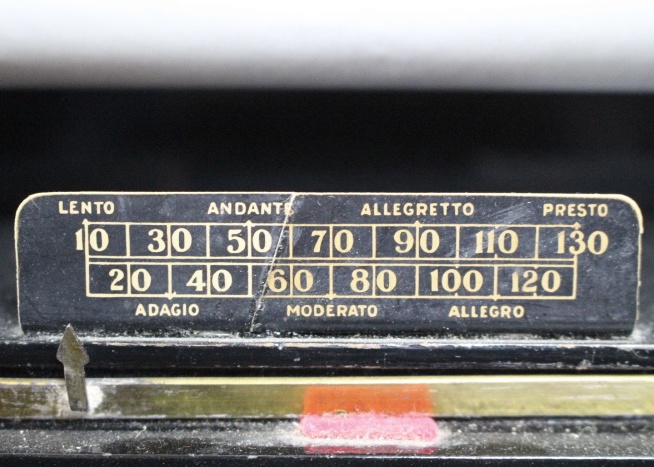 LENTO ANDANTE ALLEGRETTO PRESTO
10 30 50 70 90 110 130
20 40 60 80 100 120
ADAGIO MODERATO ALLEGRO